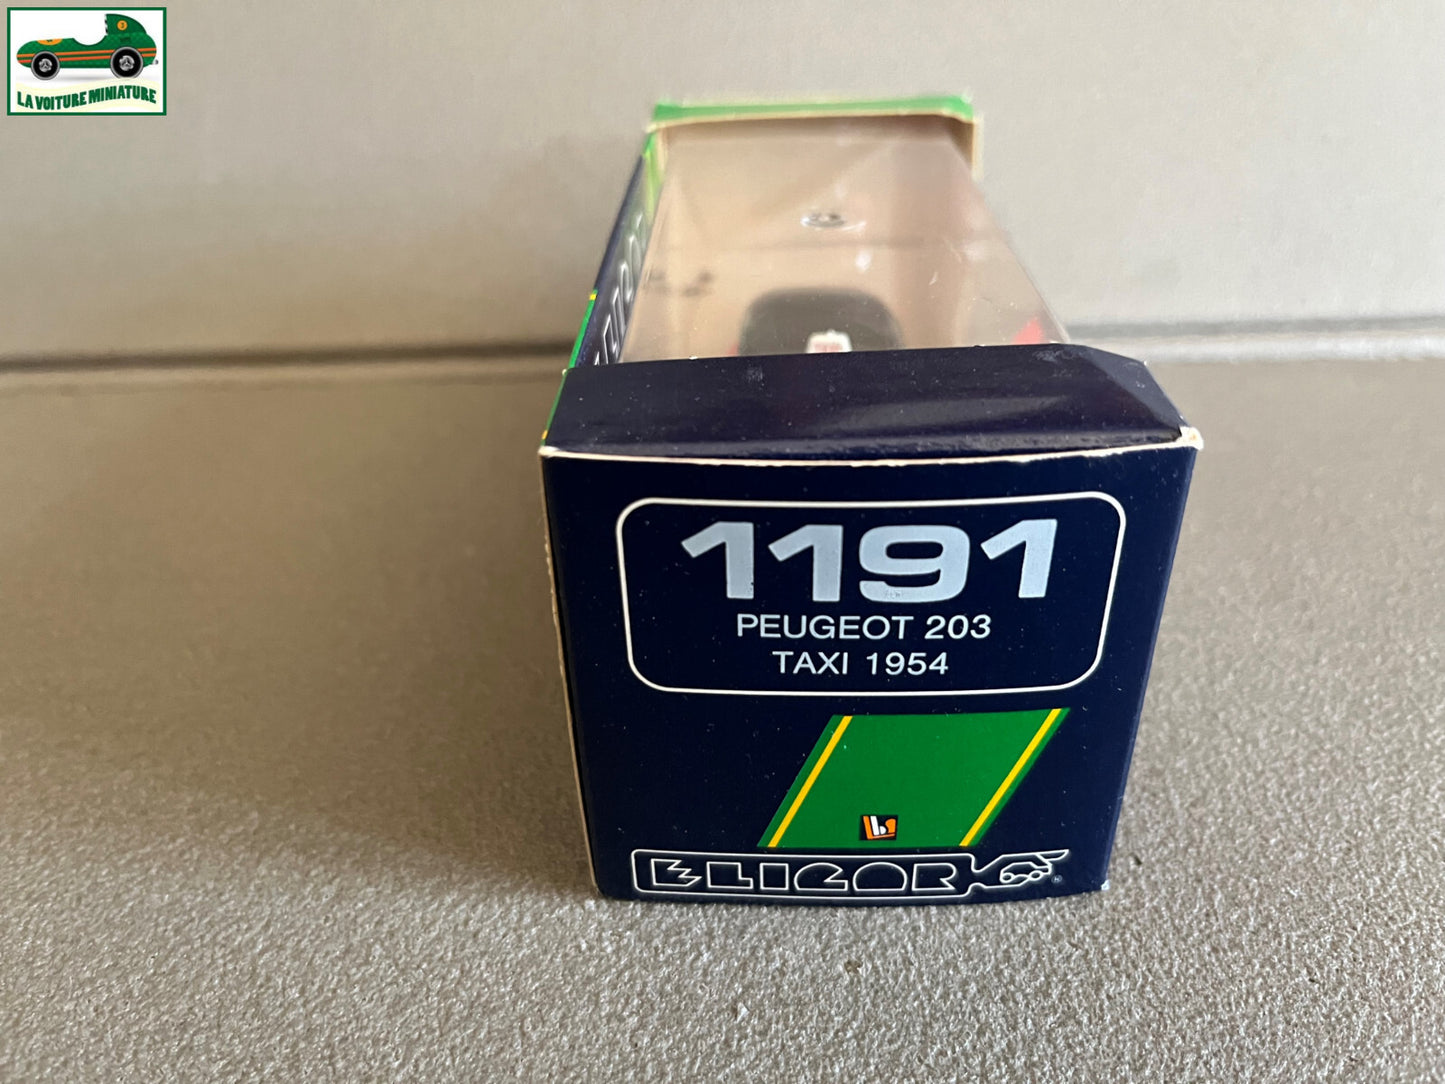 LA VOITURE MINIATURE
1191
PEUGEOT 203
TAXI 1954
ELIGOR